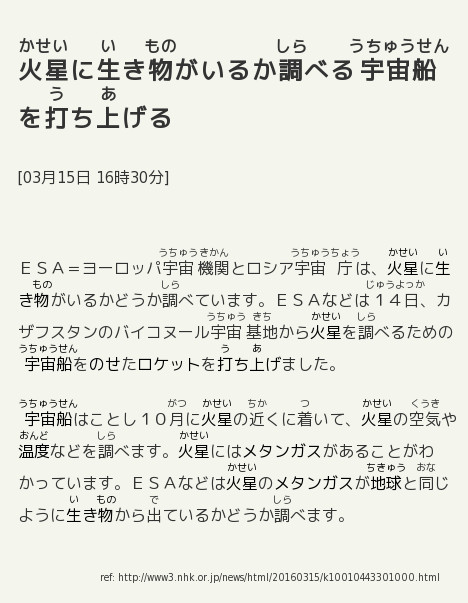 かせい い もの しら うちゅうせん
火星に生き物がいるか調べる宇宙船
う あ
を打ち上げる
[03月15日 16時30分]
うちゅうきかん うちゅうちょう かせい い
ＥＳＡ＝ヨーロッパ宇宙機関とロシア宇宙庁は、火星に生
もの しら じゅうよっか
き物がいるかどうか調べています。ＥＳＡなどは１４日、カ
うちゅう きち かせい しら
ザフスタンのバイコヌール宇宙基地から火星を調べるための
うちゅうせん う あ
宇宙船をのせたロケットを打ち上げました。
うちゅうせん がつ かせい ちか つ かせい くうき
宇宙船はことし１０月に火星の近くに着いて、火星の空気や
おんど しら かせい
温度などを調べます。火星にはメタンガスがあることがわ
かせい ちきゅう おな
かっています。ＥＳＡなどは火星のメタンガスが地球と同じ
い もの で しら
ように生き物から出ているかどうか調べます。
ref: http://www3.nhk.or.jp/news/html/20160315/k10010443301000.html